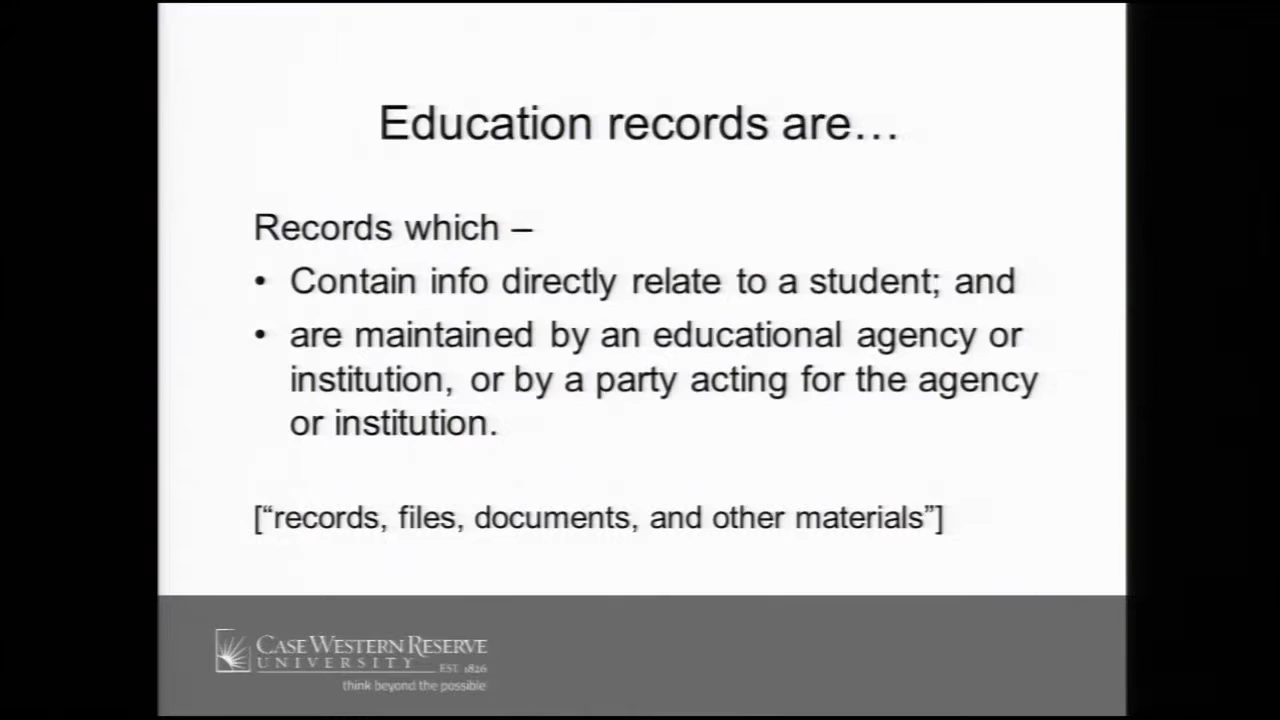 Education records are…
Records which –
• Contain info directly relate to a student; and
• are maintained by an educational agency or
institution, or by a party acting for the agency
or institution.
[“records, files, documents, and other materials”]
CASE WESTERN RESERVE
UNIVERSITY EST. 1826
think beyond the possible